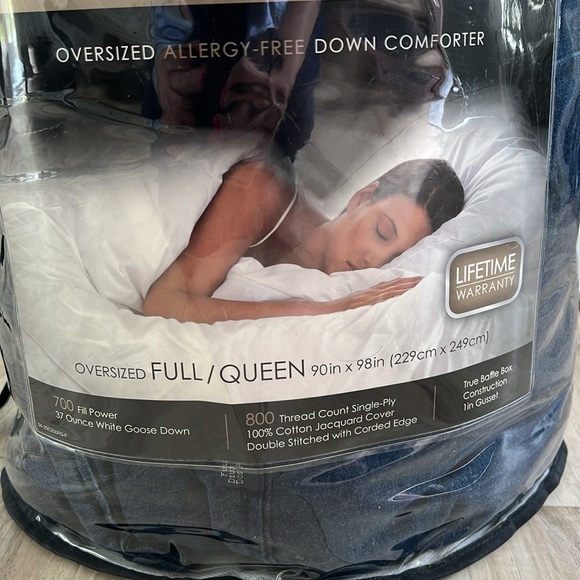 OVERSIZED ALLERGY-FREE DOWN COMFORTER
LIFETIME
WARRANTY
OVERSIZED FULL/QUEEN 90in x 98in (229cm x 249cm)
700 Fill Power
37 Ounce White Goose Down
800 Thread Count Single-Ply
100% Cotton Jacquard Cover
Double Stitched with Corded Edge
True Baffle Box
Construction
1in Gusset